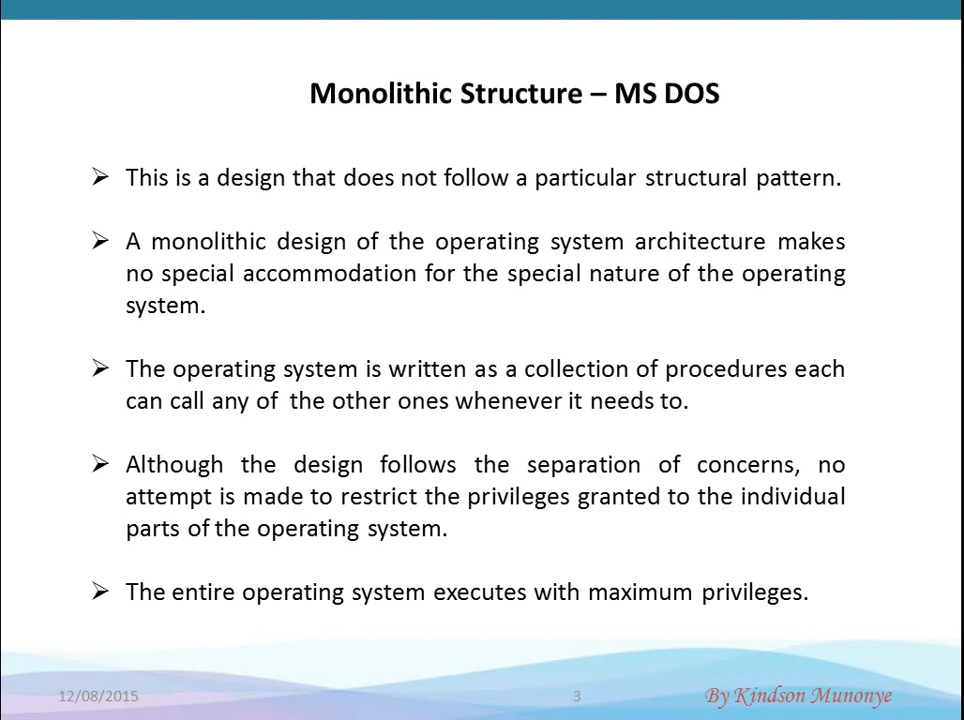 Monolithic Structure – MS DOS
➢ This is a design that does not follow a particular structural pattern.
➢ A monolithic design of the operating system architecture makes
no special accommodation for the special nature of the operating
system.
➢ The operating system is written as a collection of procedures each
can call any of the other ones whenever it needs to.
➢ Although the design follows the separation of concerns, no
attempt is made to restrict the privileges granted to the individual
parts of the operating system.
➢ The entire operating system executes with maximum privileges.
12/08/2015
3
By Kindson Munonye